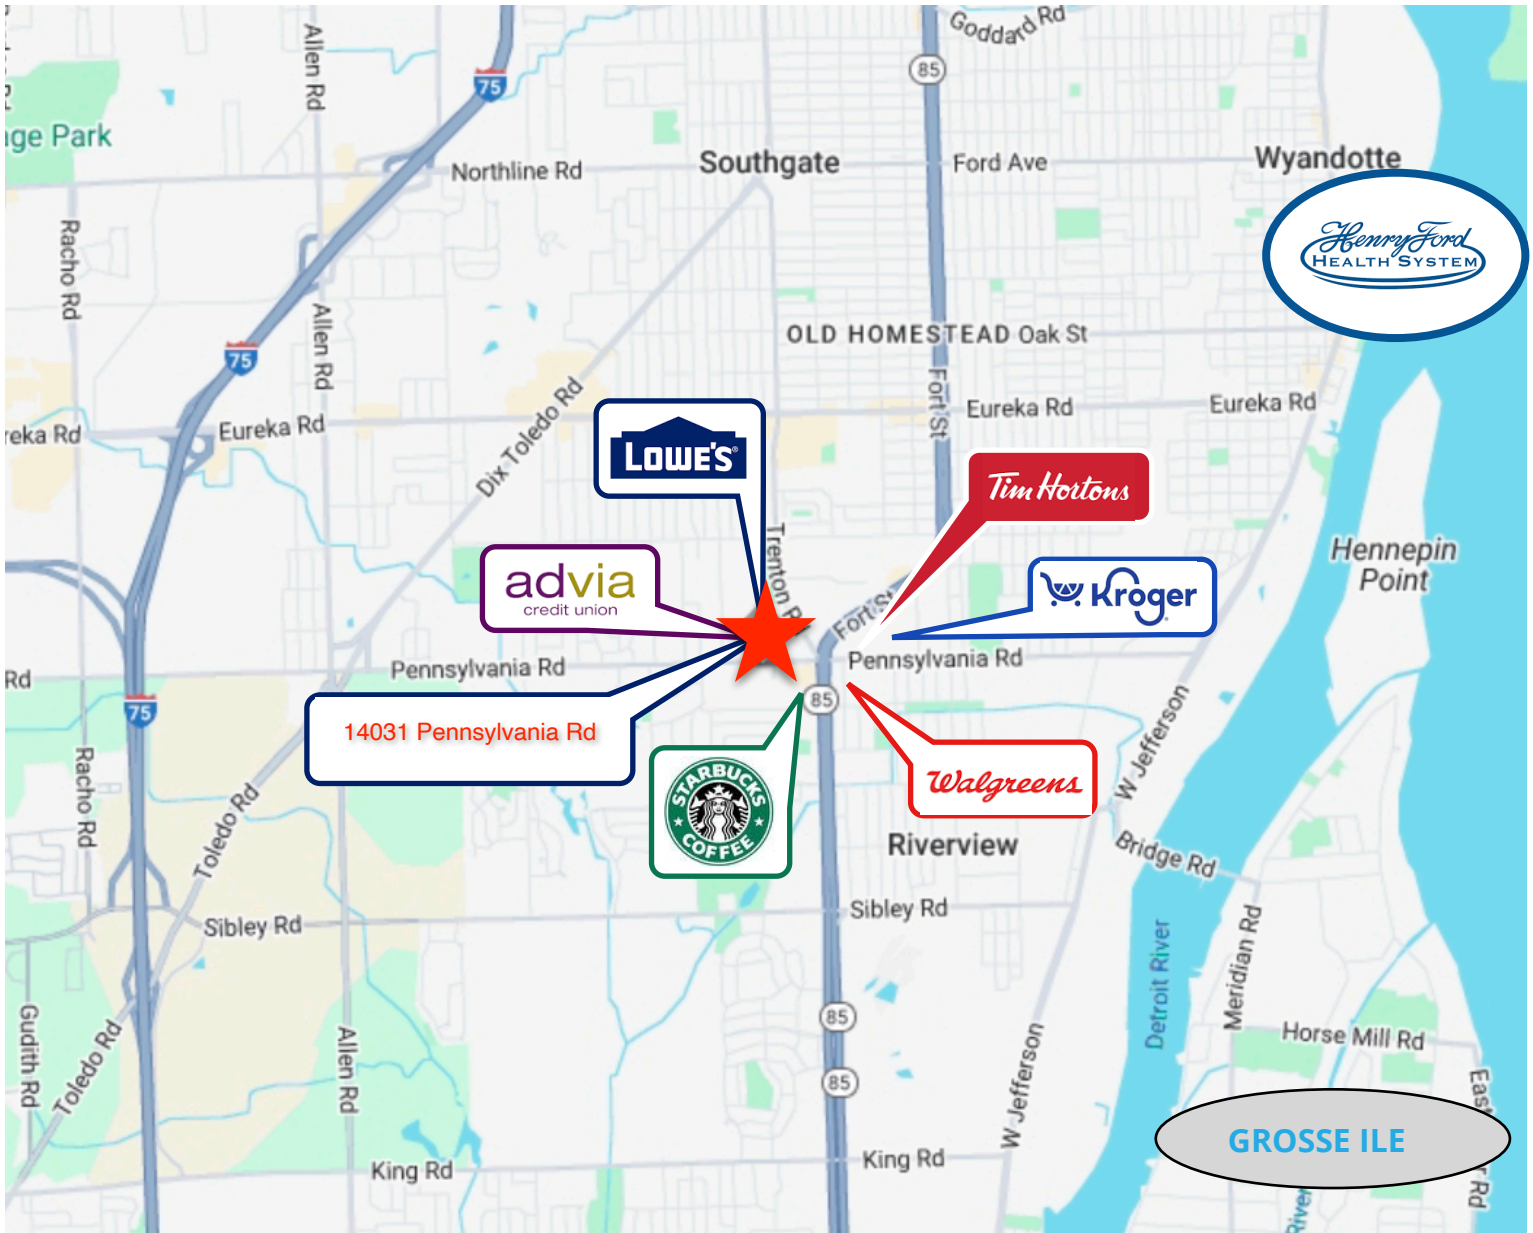 Goddard Rd
Allen Rd
85
75
age Park
Northline Rd
Southgate
Ford Ave
Wyandotte
Henry Ford
HEALTH SYSTEM
Racho Rd
Allen Rd
75
OLD HOMESTEAD
Oak St
Fort St
Dix Toledo Rd
Eureka Rd
Eureka Rd
reka Rd
Eureka Rd
LOWE'S®
Tim Hortons
Trenton R
Hennepin
Point
advia
credit union
Kroger
Fort St
Pennsylvania Rd
Pennsylvania Rd
Rd
75
85
14031 Pennsylvania Rd
W Jefferson
Racho Rd
STARBUCKS
COFFEE
Walgreens
Toledo Rd
Riverview
Bridge Rd
Sibley Rd
Sibley Rd
Detroit River
Meridian Rd
Gudith Rd
Toledo Rd
Allen Rd
85
Horse Mill Rd
85
W Jefferson
East
GROSSE ILE
King Rd
King Rd
r Rd
River